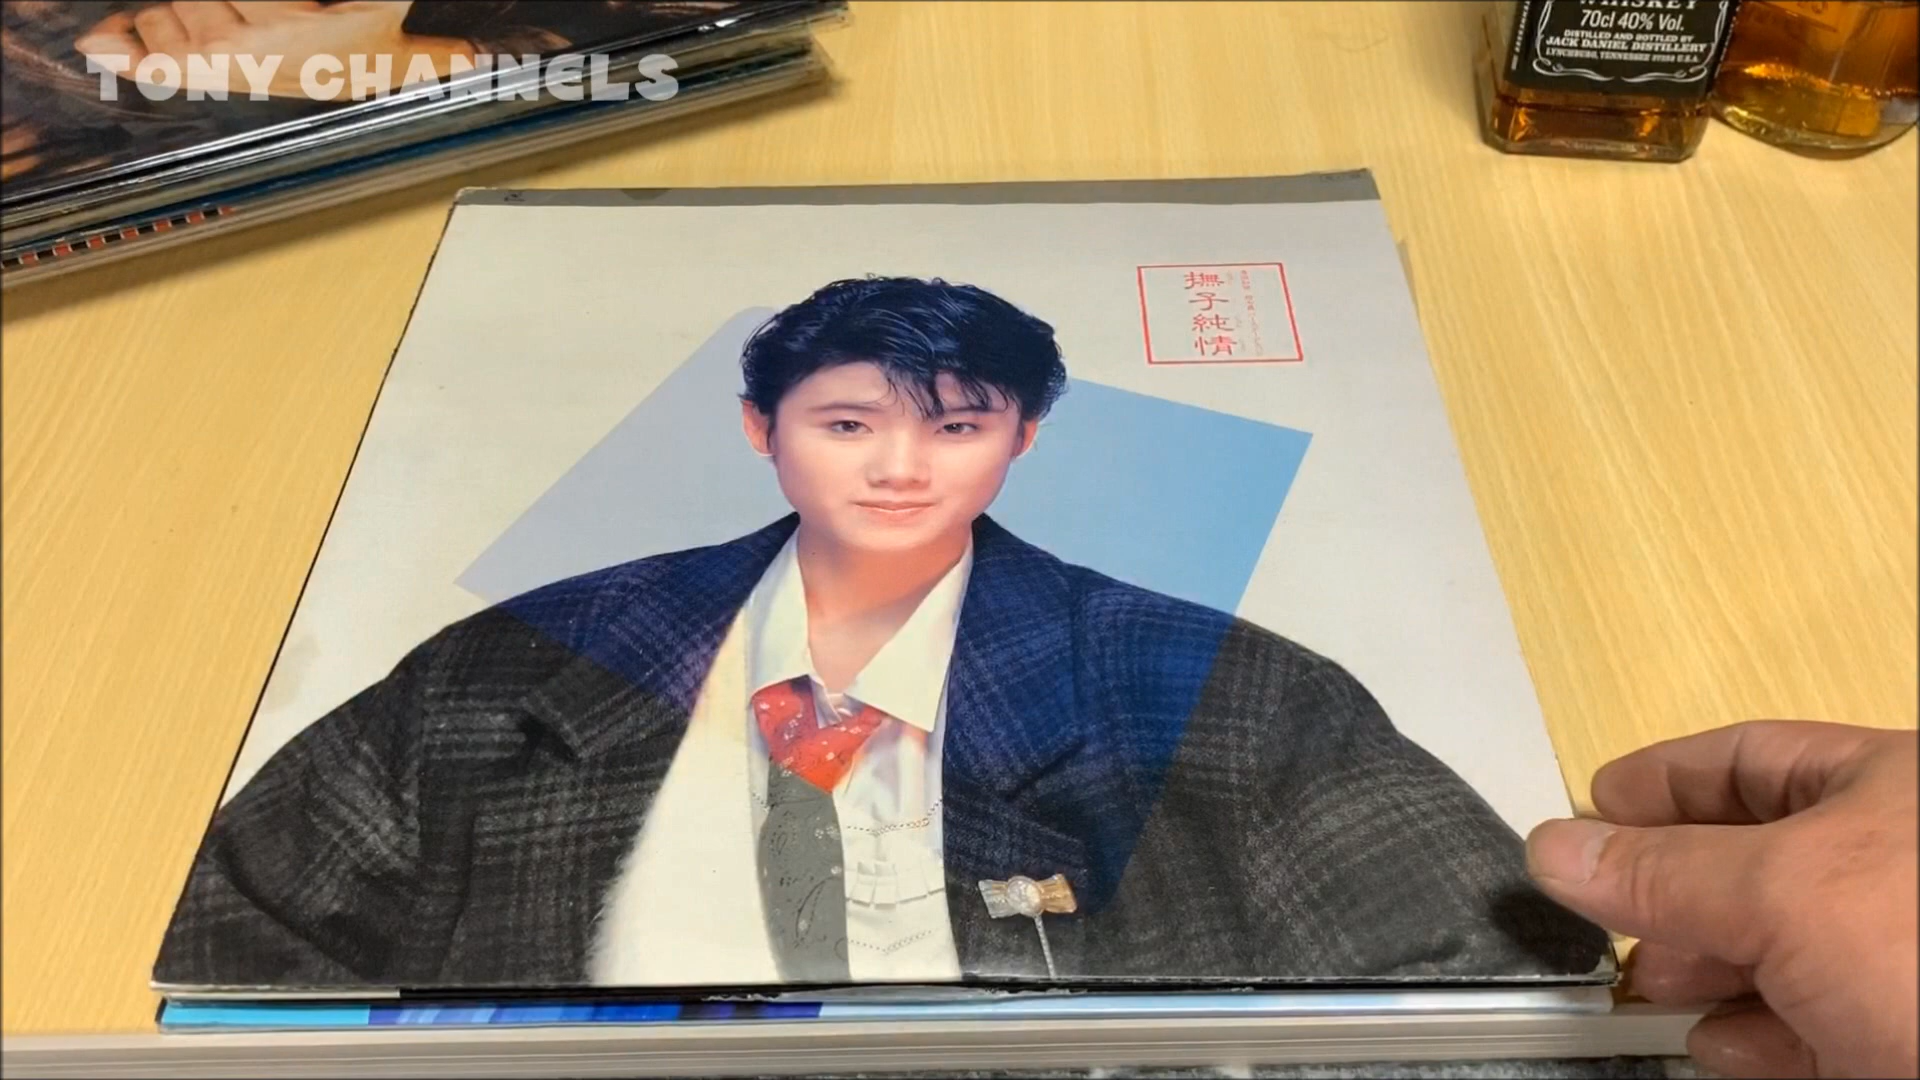 TONY CHANNELS
WHISKEY
70cl 40% Vol.
DISTILLED AND BOTTLED BY
JACK DANIEL DISTILLERY
LYNCHBURG, TENNESSEE 37352 U.S.A.
撫子純情